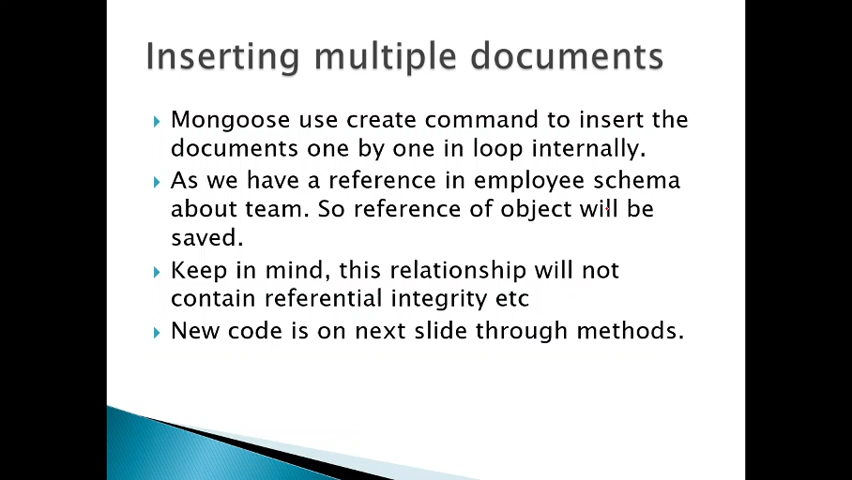 Inserting multiple documents
Mongoose use create command to insert the
documents one by one in loop internally.
As we have a reference in employee schema
about team. So reference of object will be
saved.
Keep in mind, this relationship will not
contain referential integrity etc
New code is on next slide through methods.